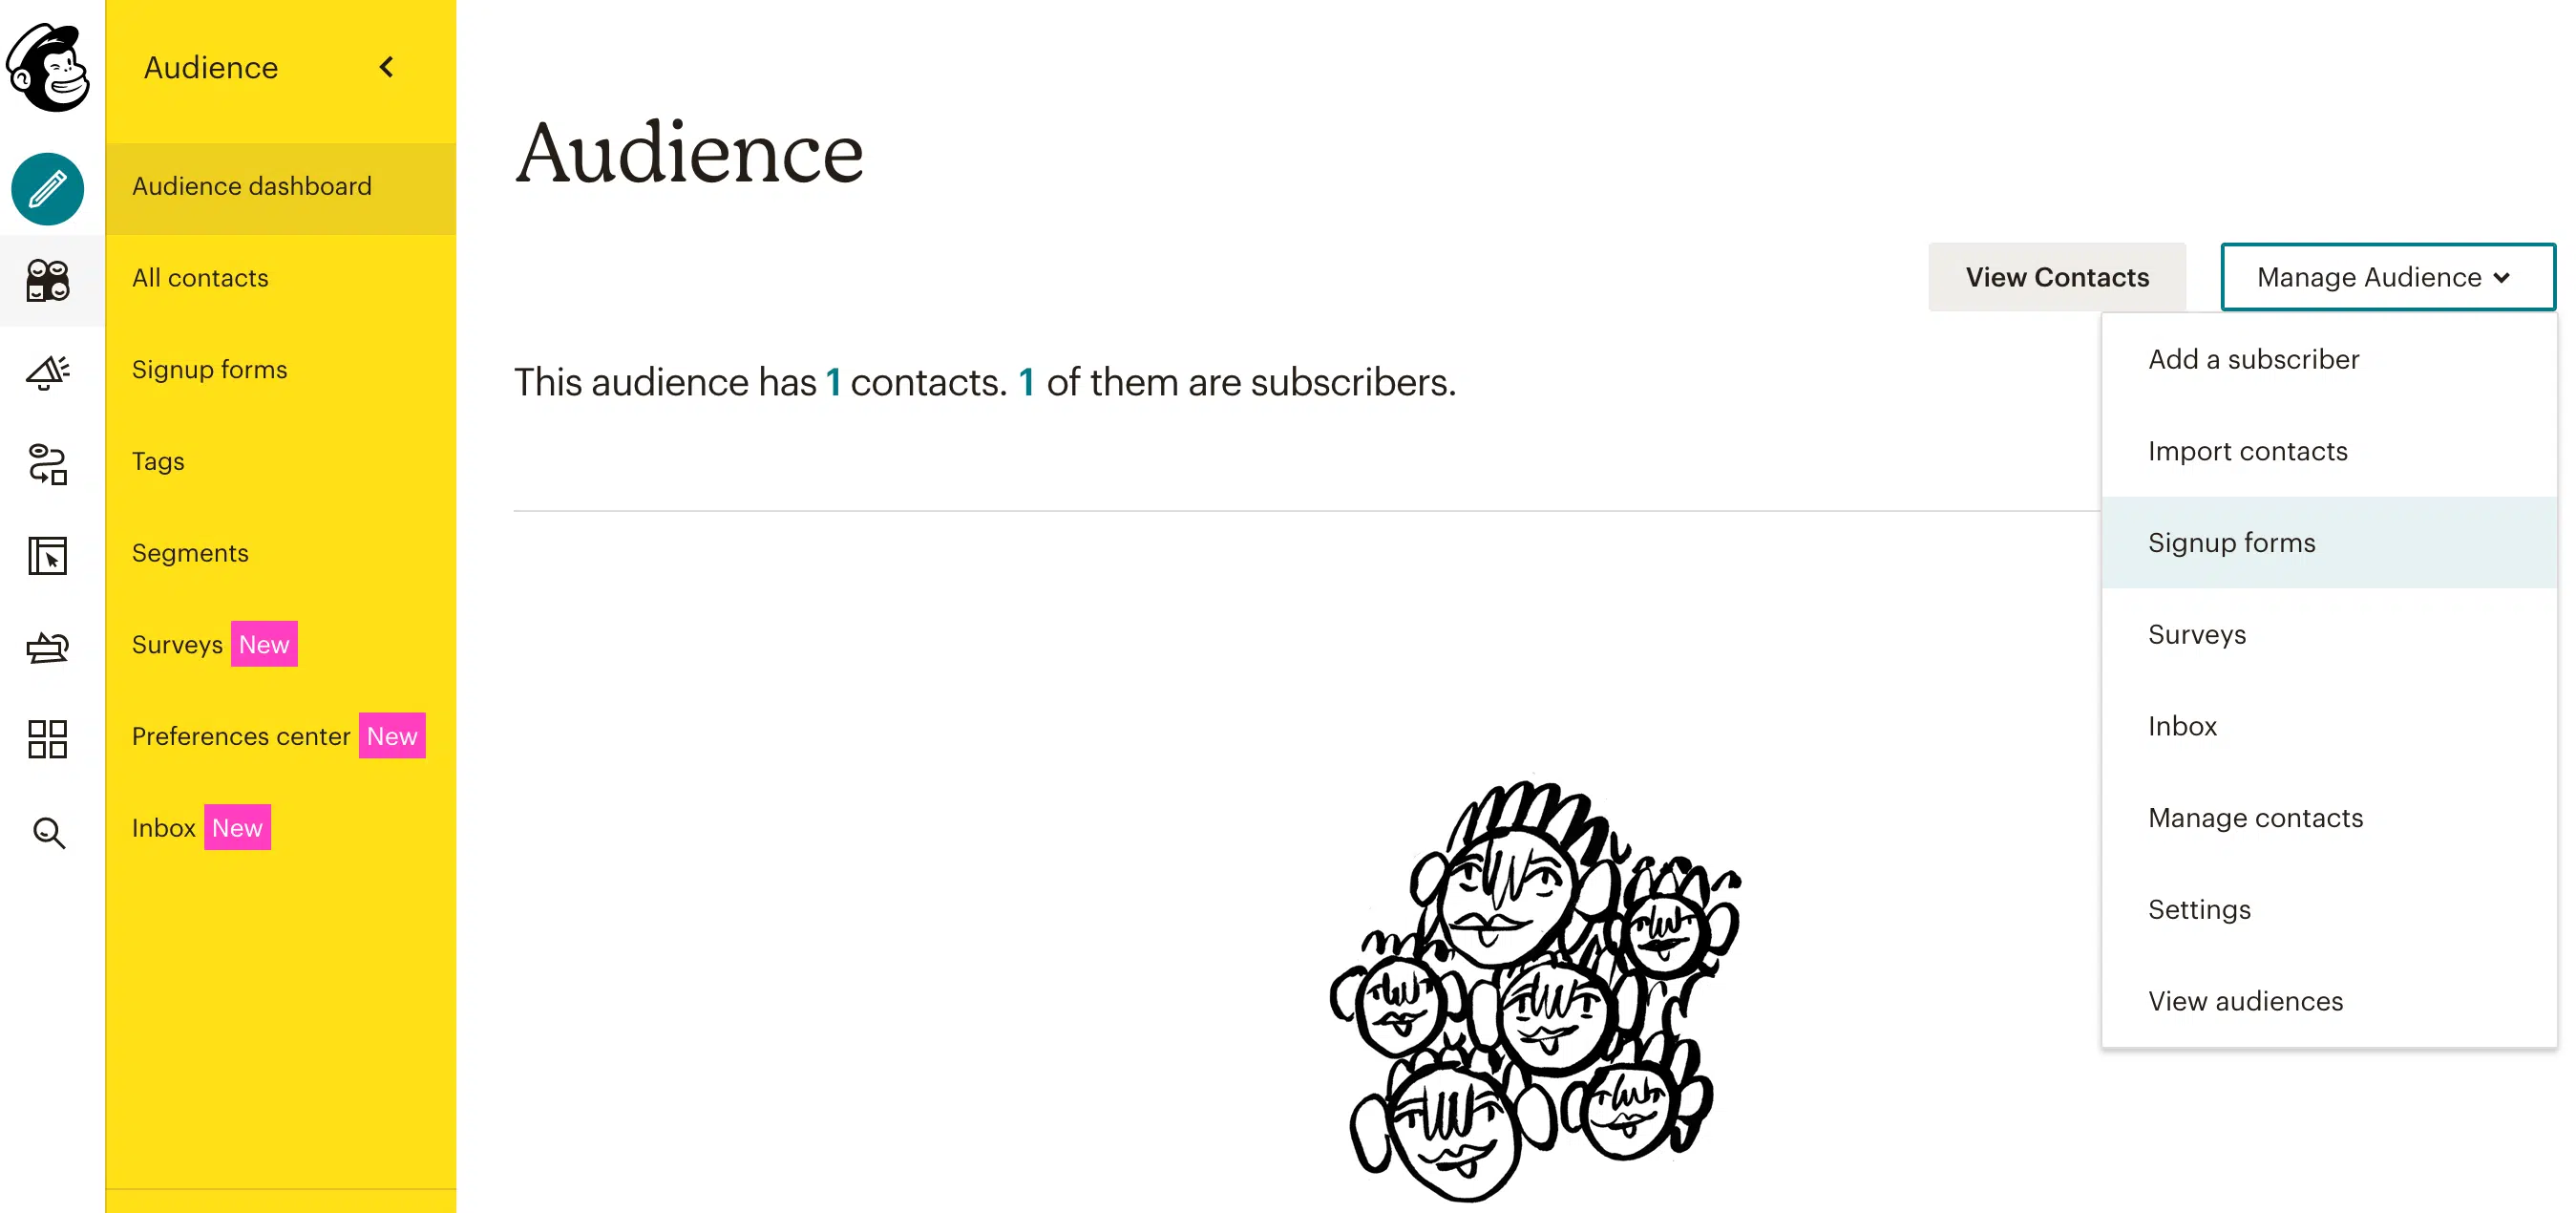 Audience
Audience dashboard
All contacts
Signup forms
Tags
Segments
Surveys New
Preferences center New
Inbox New
Audience
View Contacts
Manage Audience
This audience has 1 contacts. 1 of them are subscribers.
Add a subscriber
Import contacts
Signup forms
Surveys
Inbox
Manage contacts
Settings
View audiences